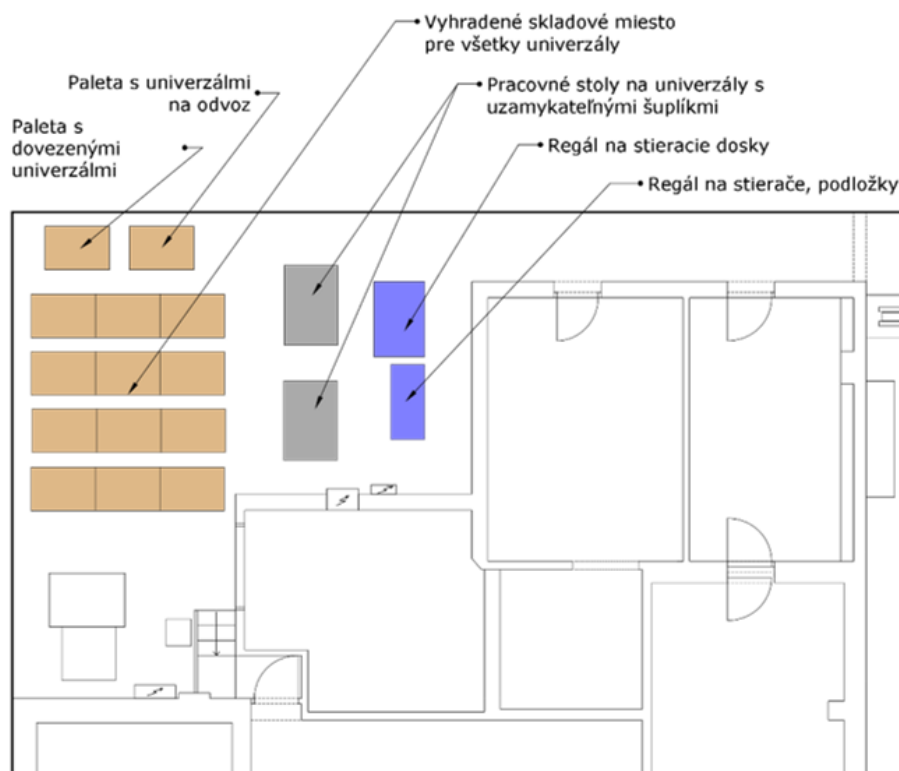 Vyhradené skladové miesto
pre všetky univerzály
Paleta s univerzálmi
na odvoz
Pracovné stoly na univerzály s
uzamykateľnými šuplíkmi
Paleta s
dovezenými
univerzálmi
Regál na stieracie dosky
Regál na stierače, podložky